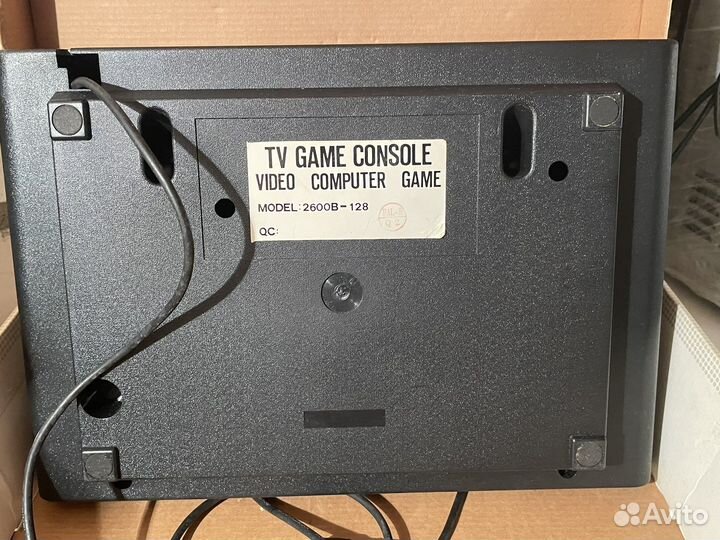 TV GAME CONSOLE
VIDEO COMPUTER GAME
MODEL:2600B-128
QC:
Avito